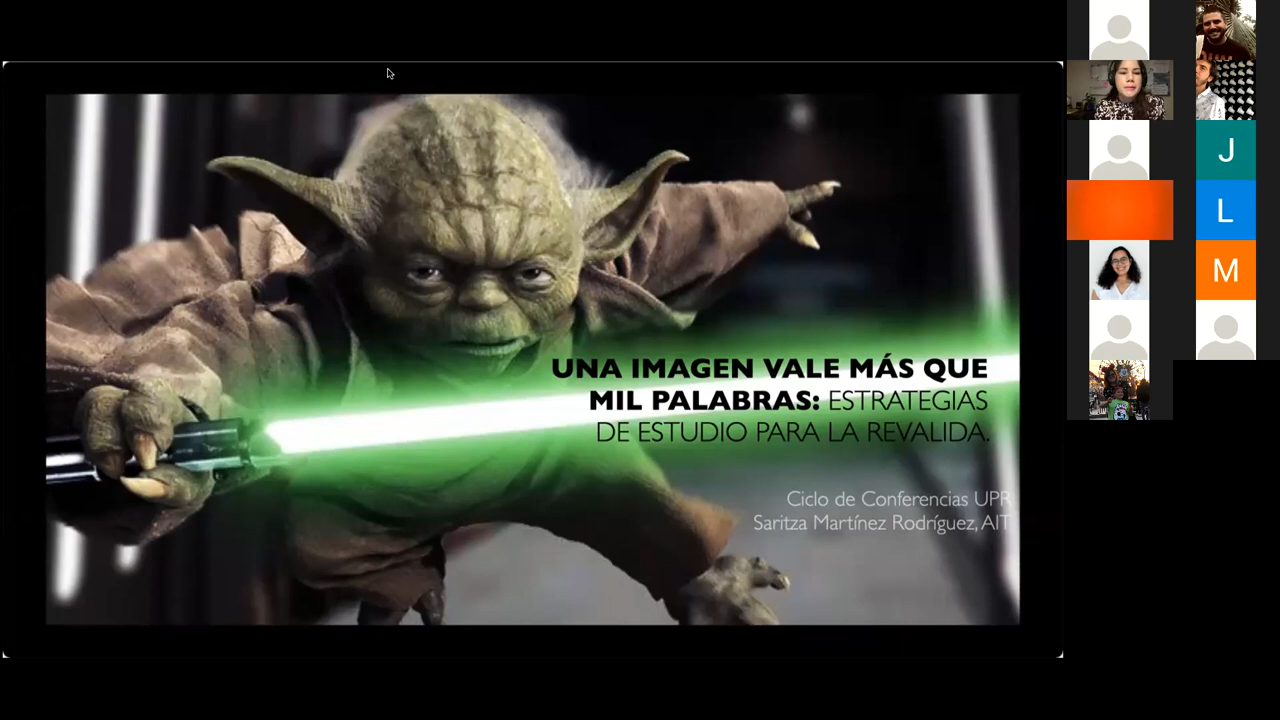 UNA IMAGEN VALE MÁS QUE
MIL PALABRAS: ESTRATEGIAS
DE ESTUDIO PARA LA REVALIDA.
Ciclo de Conferencias UPR
Saritza Martínez Rodríguez, AIT
J
L
M